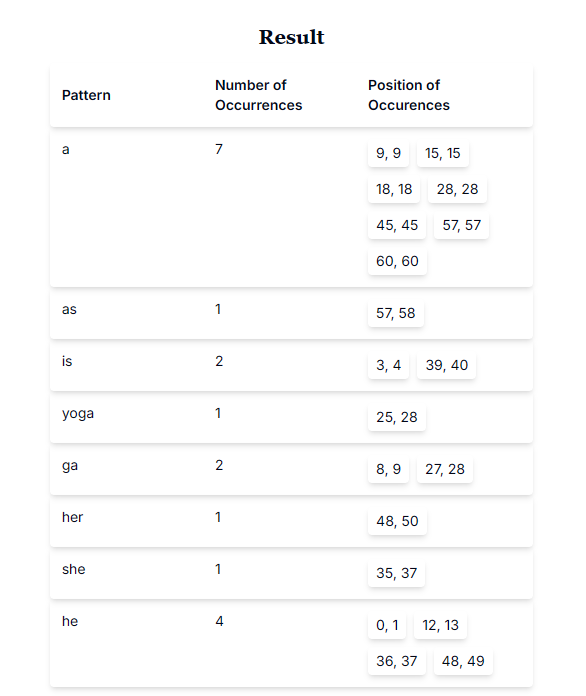 Result
Pattern Number of Occurrences Position of Occurences
a 7 9, 9 15, 15
18, 18 28, 28
45, 45 57, 57
60, 60
as 1 57, 58
is 2 3, 4 39, 40
yoga 1 25, 28
ga 2 8, 9 27, 28
her 1 48, 50
she 1 35, 37
he 4 0, 1 12, 13
36, 37 48, 49